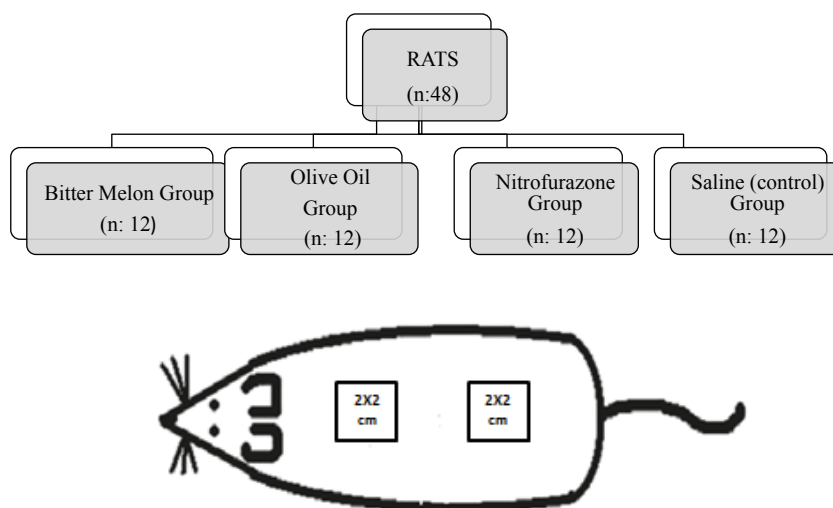 RATS
(n:48)
Bitter Melon Group
(n: 12)
Olive Oil
Group
(n: 12)
Nitrofurazone
Group
(n: 12)
Saline (control)
Group
(n: 12)
2X2
cm
2X2
cm